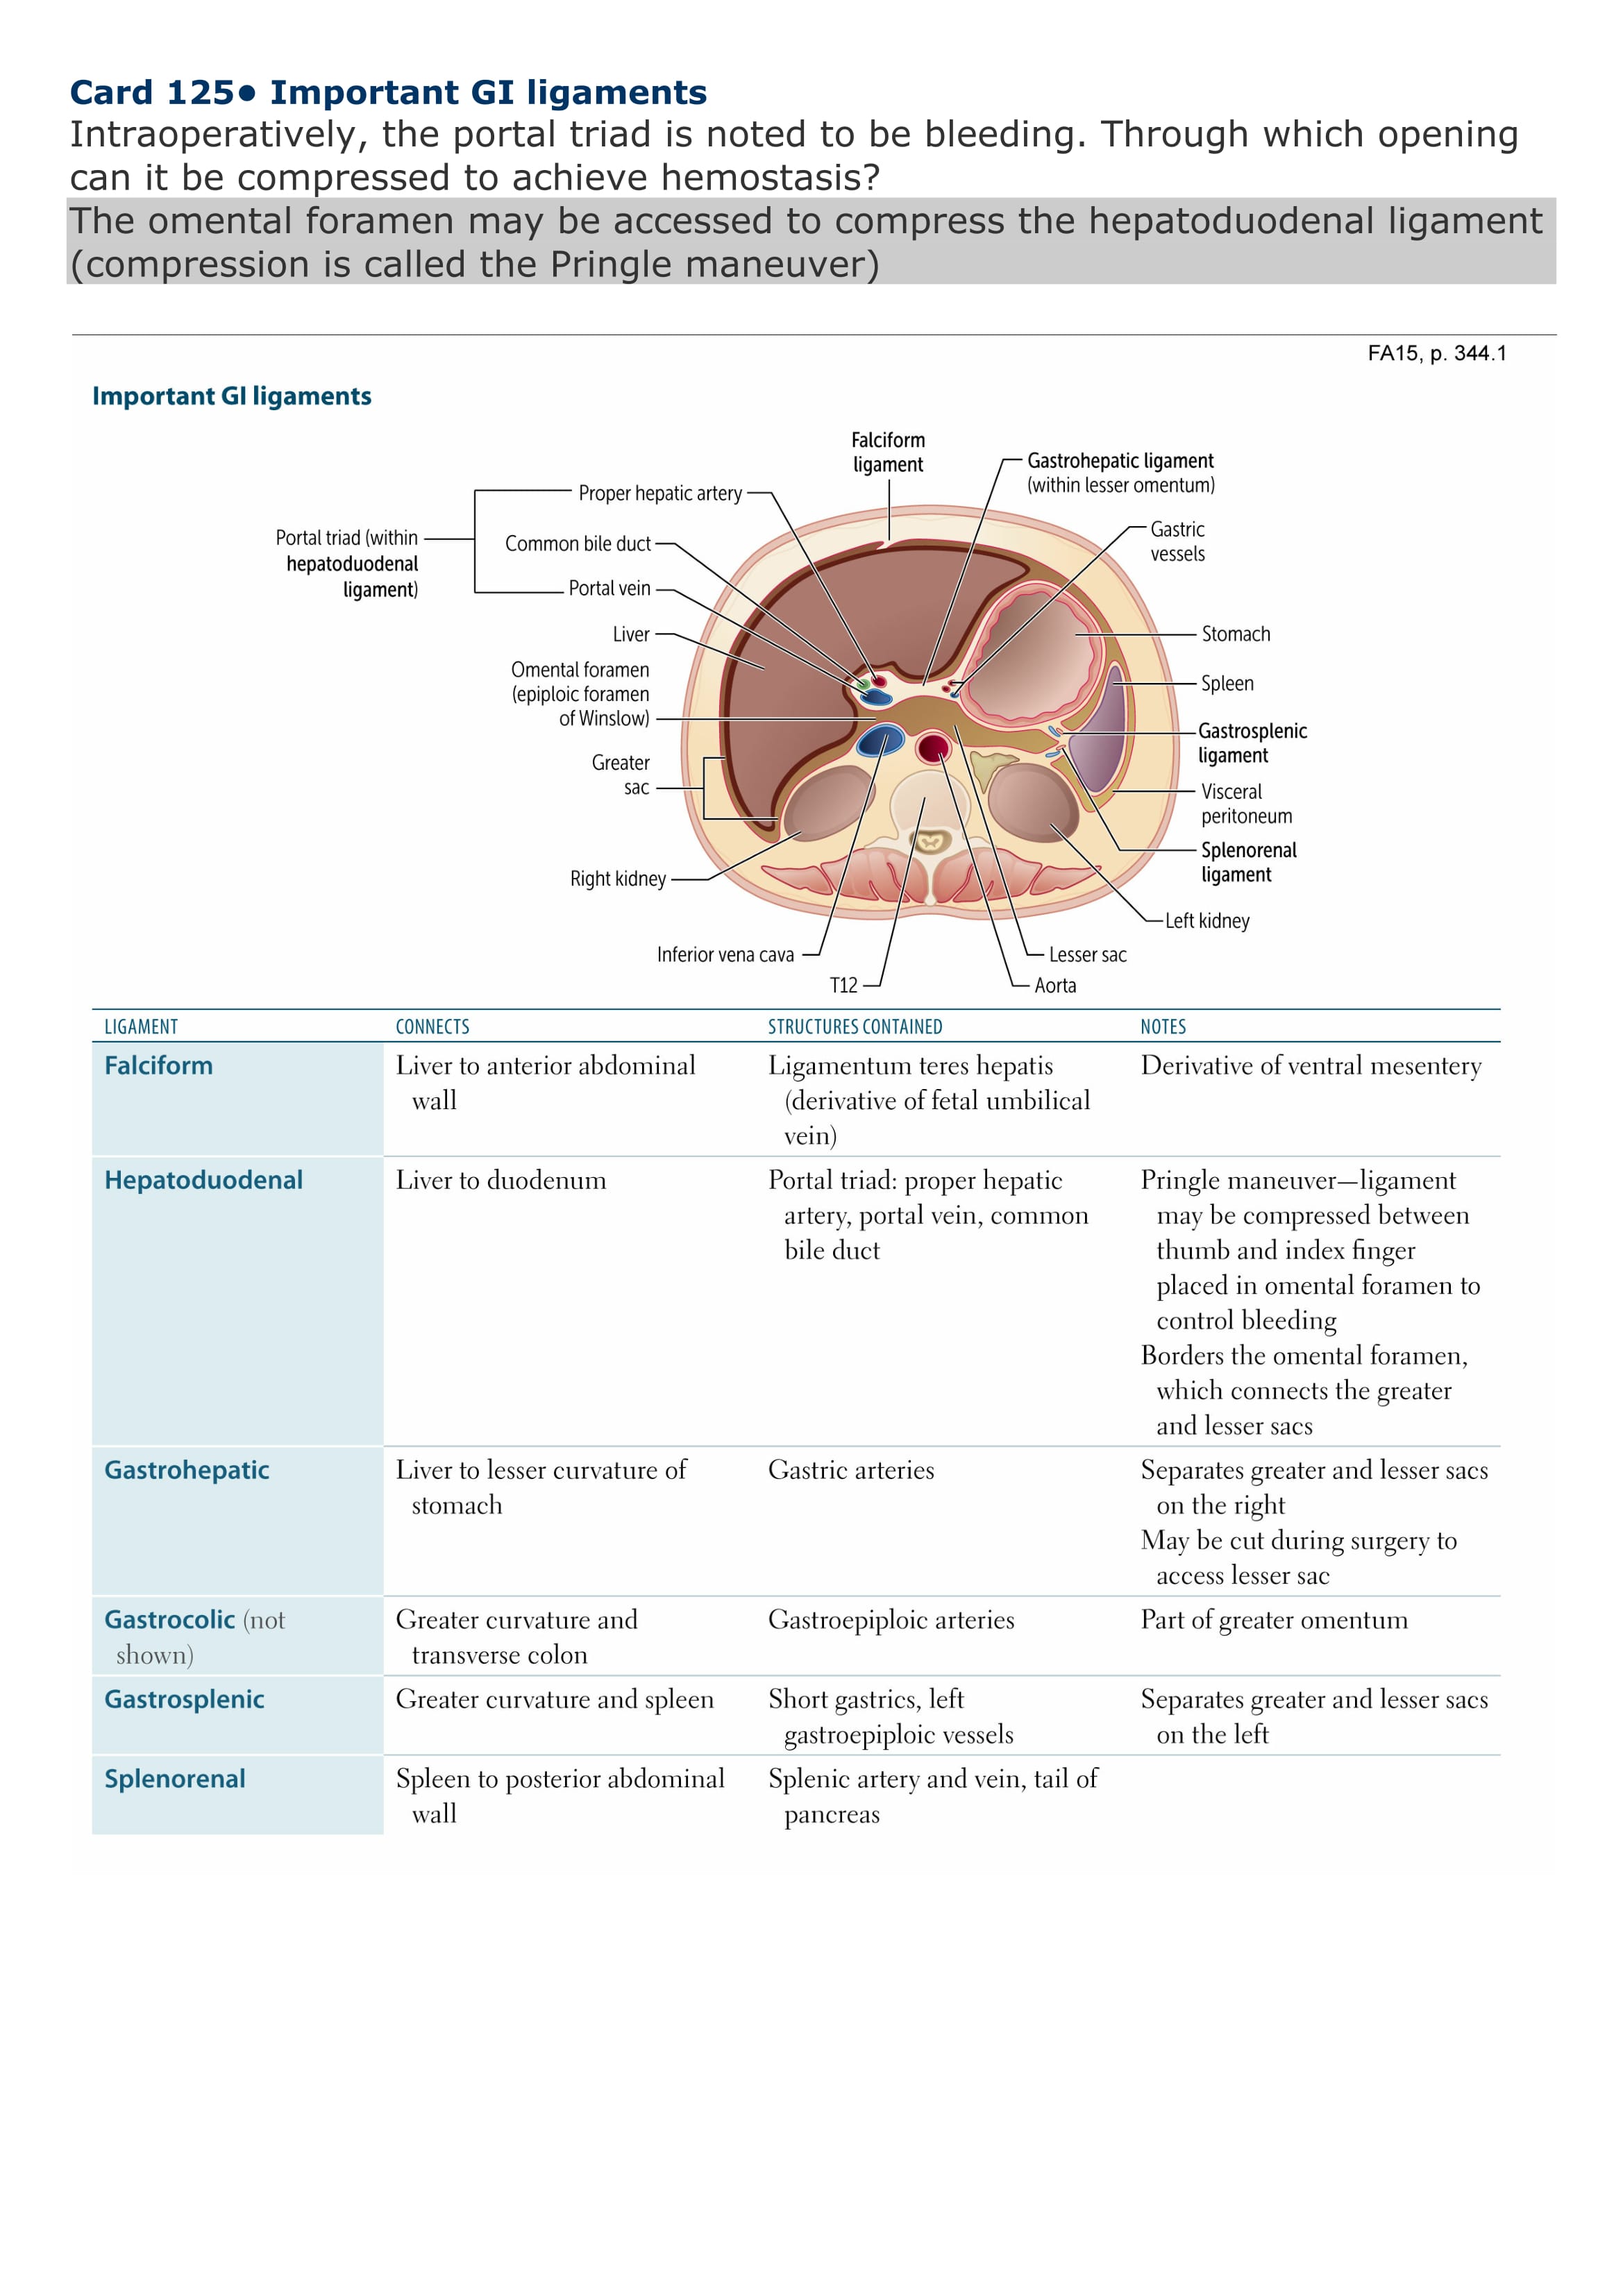 Card 125• Important GI ligaments
Intraoperatively, the portal triad is noted to be bleeding. Through which opening
can it be compressed to achieve hemostasis?
The omental foramen may be accessed to compress the hepatoduodenal ligament
(compression is called the Pringle maneuver)
FA15, p. 344.1
Important GI ligaments
Falciform
ligament
Gastrohepatic ligament
(within lesser omentum)
Proper hepatic artery
Gastric
vessels
Portal triad (within
hepatoduodenal
ligament)
Common bile duct
Portal vein
Liver
Stomach
Omental foramen
(epiploic foramen
of Winslow)
Spleen
Gastrosplenic
ligament
Greater
sac
Visceral
peritoneum
Splenorenal
ligament
Right kidney
Left kidney
Inferior vena cava
Lesser sac
T12
Aorta
LIGAMENT CONNECTS STRUCTURES CONTAINED NOTES
Falciform
Liver to anterior abdominal
wall
Ligamentum teres hepatis
(derivative of fetal umbilical
vein)
Derivative of ventral mesentery
Hepatoduodenal
Liver to duodenum
Portal triad: proper hepatic
artery, portal vein, common
bile duct
Pringle maneuver—ligament
may be compressed between
thumb and index finger
placed in omental foramen to
control bleeding
Borders the omental foramen,
which connects the greater
and lesser sacs
Gastrohepatic
Liver to lesser curvature of
stomach
Gastric arteries
Separates greater and lesser sacs
on the right
May be cut during surgery to
access lesser sac
Gastrocolic (not
shown)
Greater curvature and
transverse colon
Gastroepiploic arteries
Part of greater omentum
Gastrosplenic
Greater curvature and spleen
Short gastrics, left
gastroepiploic vessels
Separates greater and lesser sacs
on the left
Splenorenal
Spleen to posterior abdominal
wall
Splenic artery and vein, tail of
pancreas